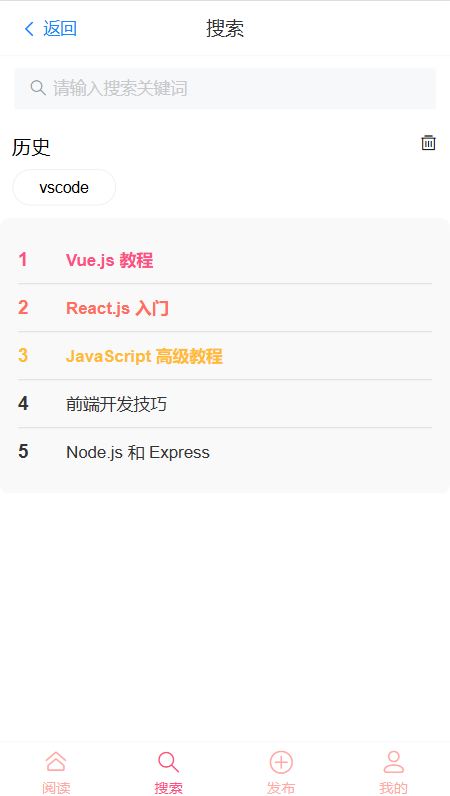 返回
搜索
请输入搜索关键词
历史
vscode
1 Vue.js 教程
2 React.js 入门
3 JavaScript 高级教程
4 前端开发技巧
5 Node.js 和 Express
阅读 搜索 发布 我的